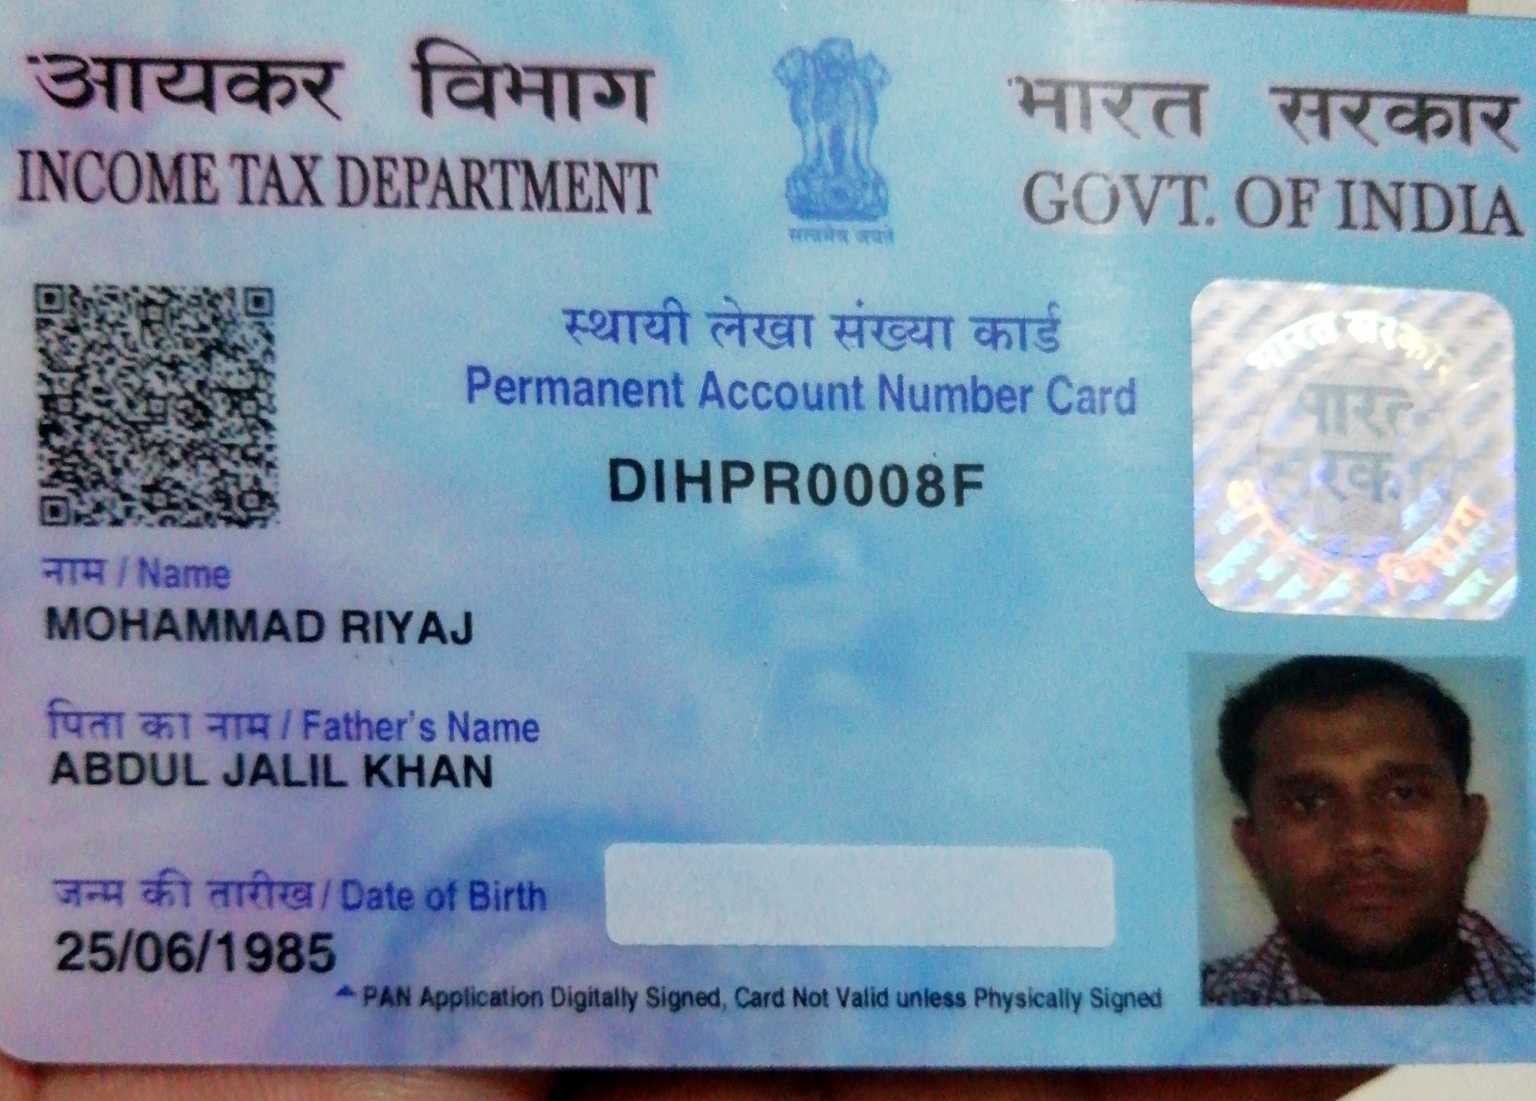 आयकर विभाग
INCOME TAX DEPARTMENT
सत्यमेव जयते
भारत सरकार
GOVT. OF INDIA
स्थायी लेखा संख्या कार्ड
Permanent Account Number Card
DIHPR0008F
भारत सरकार
भारत
सरकार
नाम / Name
MOHAMMAD RIYAJ
पिता का नाम / Father's Name
ABDUL JALIL KHAN
जन्म की तारीख / Date of Birth
25/06/1985
PAN Application Digitally Signed, Card Not Valid unless Physically Signed